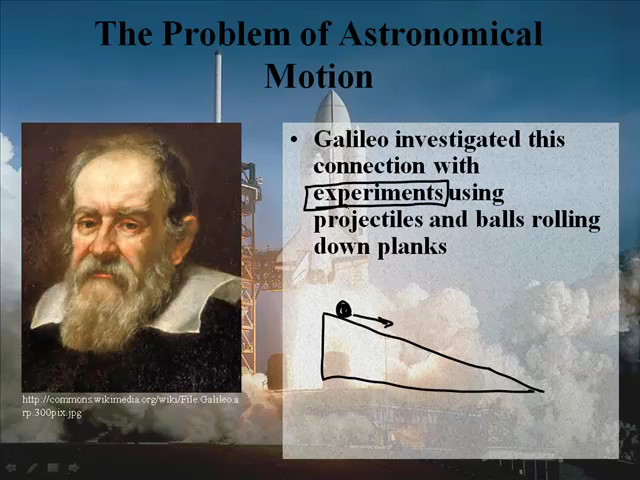 The Problem of Astronomical
Motion
• Galileo investigated this
connection with
experiments using
projectiles and balls rolling
down planks
http://commons.wikimedia.org/wiki/File:Galileo.a
rp.300pix.jpg